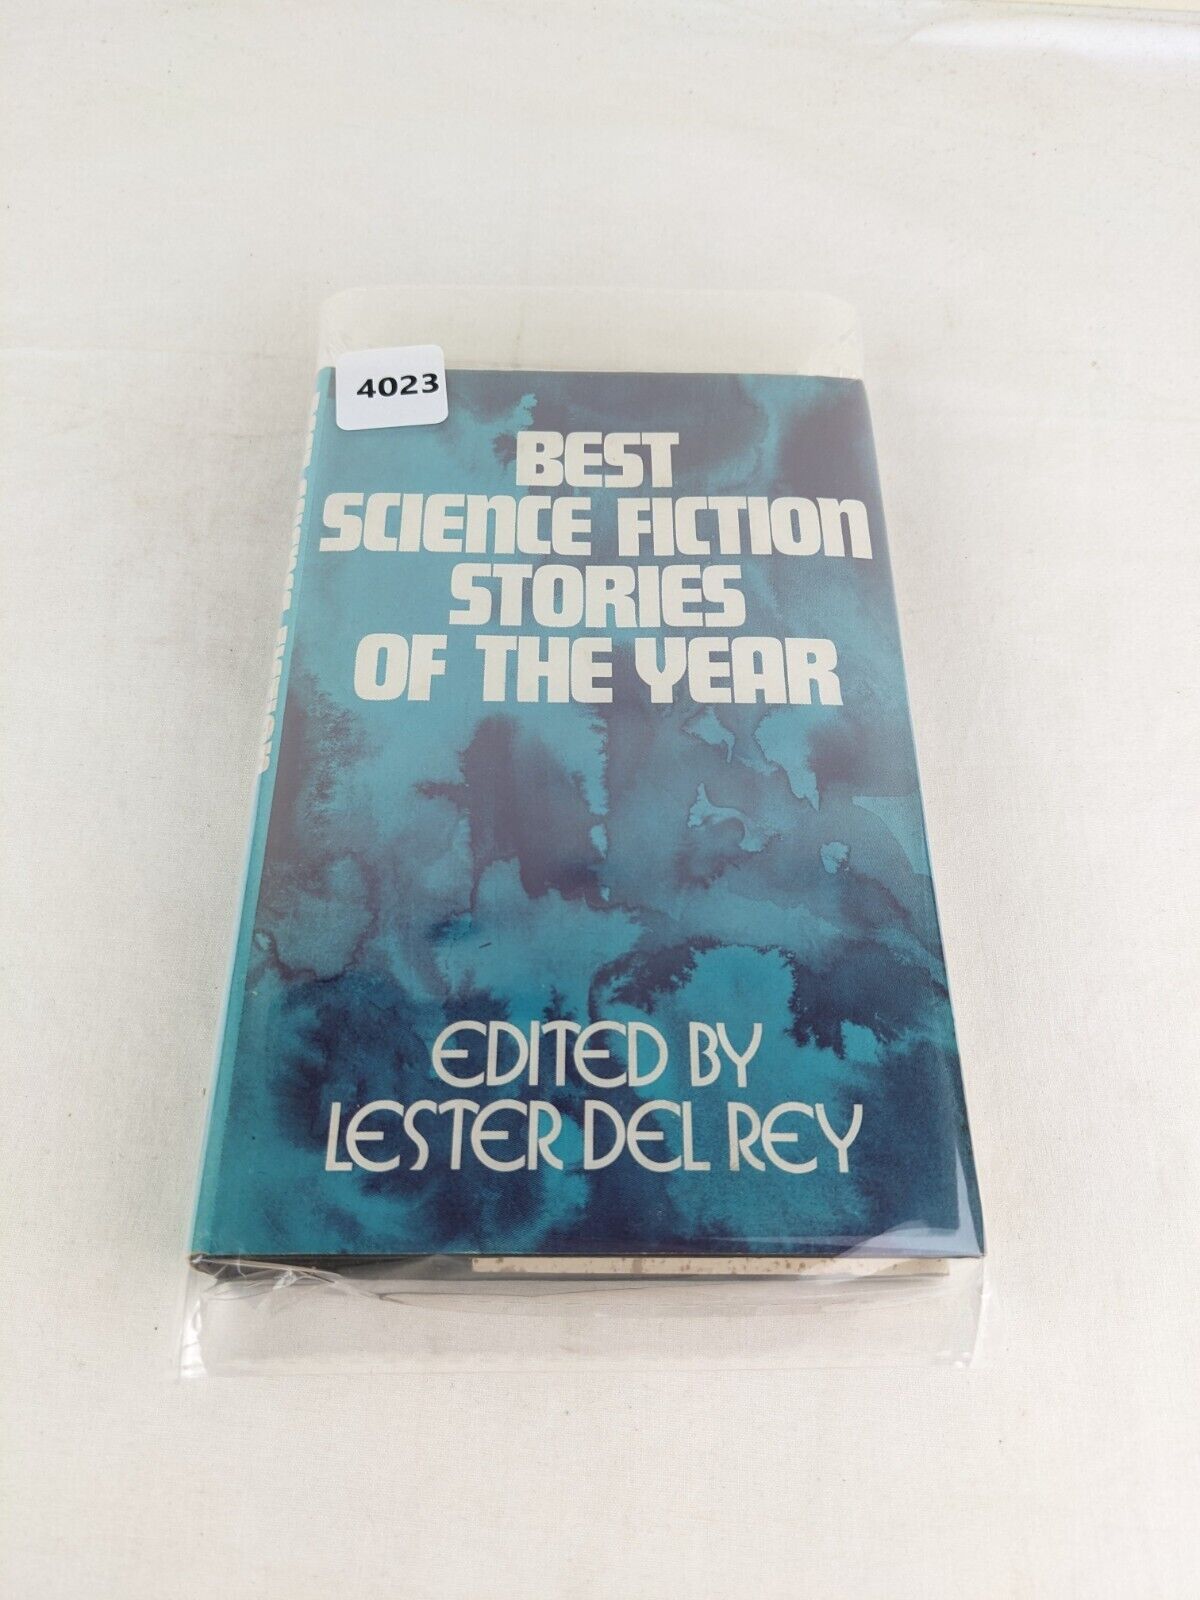 4023
BEST
SCIENCE FICTION
STORIES
OF THE YEAR
EDITED BY
LESTER DEL REY